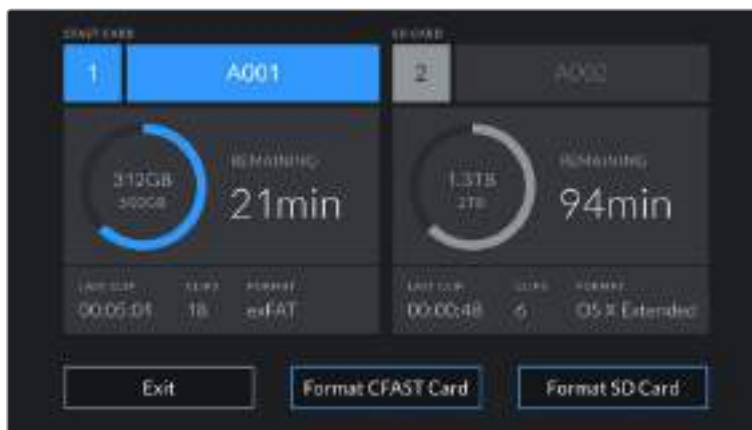 CFAST CARD
1 A001
REMAINING
312GB
500GB
21min
LAST CLIP CLIPS FORMAT
00:05:01 18 exFAT
SD CARD
2 A002
REMAINING
1.3TB
2TB
94min
LAST CLIP CLIPS FORMAT
00:00:48 6 OS X Extended
Exit
Format CFAST Card
Format SD Card